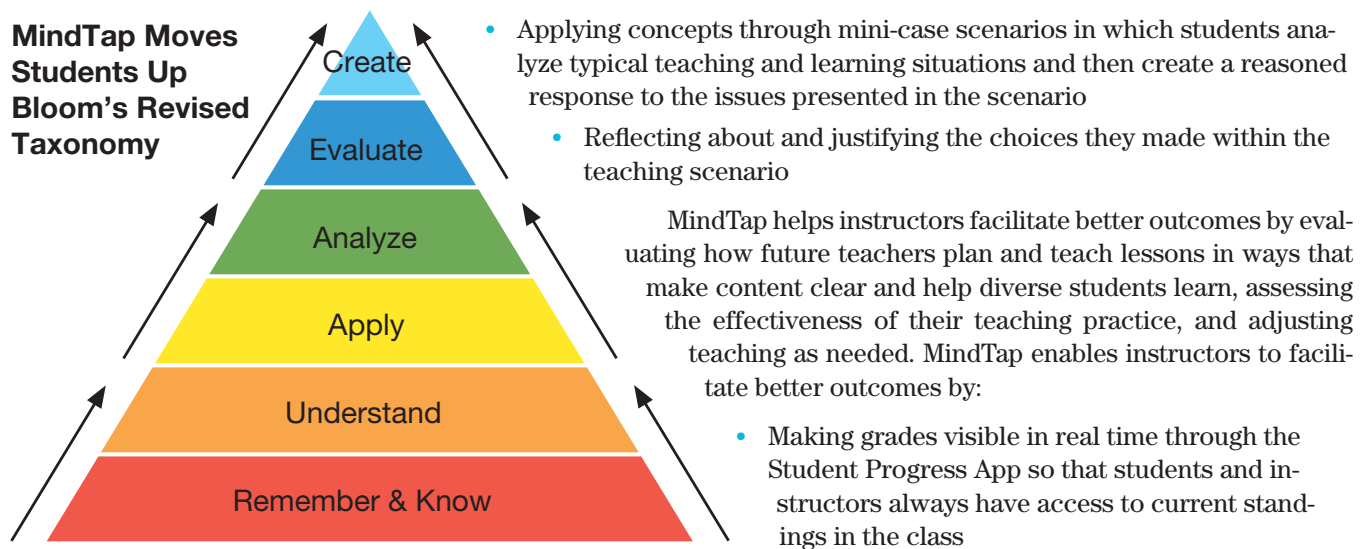 MindTap Moves
Students Up
Bloom's Revised
Taxonomy
Create
Evaluate
Analyze
Apply
Understand
Remember & Know
• Applying concepts through mini-case scenarios in which students ana-
lyze typical teaching and learning situations and then create a reasoned
response to the issues presented in the scenario
• Reflecting about and justifying the choices they made within the
teaching scenario
MindTap helps instructors facilitate better outcomes by eval-
uating how future teachers plan and teach lessons in ways that
make content clear and help diverse students learn, assessing
the effectiveness of their teaching practice, and adjusting
teaching as needed. MindTap enables instructors to facili-
tate better outcomes by:
• Making grades visible in real time through the
Student Progress App so that students and in-
structors always have access to current stand-
ings in the class